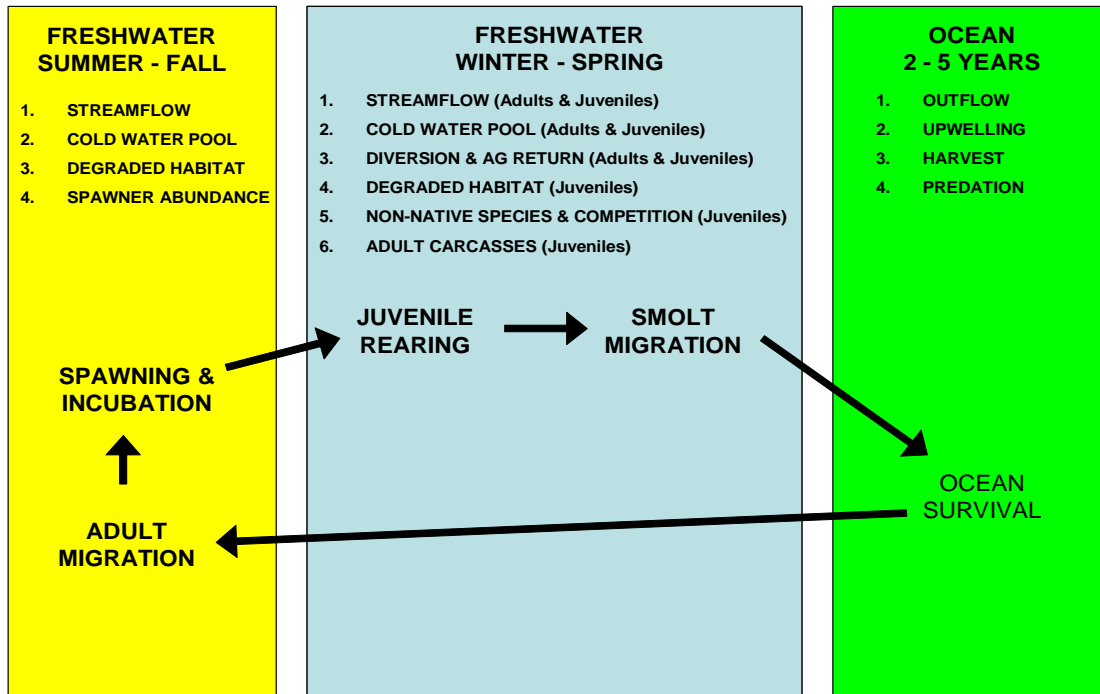 FRESHWATER
SUMMER - FALL
1. STREAMFLOW
2. COLD WATER POOL
3. DEGRADED HABITAT
4. SPAWNER ABUNDANCE
SPAWNING &
INCUBATION
ADULT
MIGRATION
FRESHWATER
WINTER - SPRING
1. STREAMFLOW (Adults & Juveniles)
2. COLD WATER POOL (Adults & Juveniles)
3. DIVERSION & AG RETURN (Adults & Juveniles)
4. DEGRADED HABITAT (Juveniles)
5. NON-NATIVE SPECIES & COMPETITION (Juveniles)
6. ADULT CARCASSES (Juveniles)
JUVENILE
REARING
SMOLT
MIGRATION
OCEAN
2 - 5 YEARS
1. OUTFLOW
2. UPWELLING
3. HARVEST
4. PREDATION
OCEAN
SURVIVAL